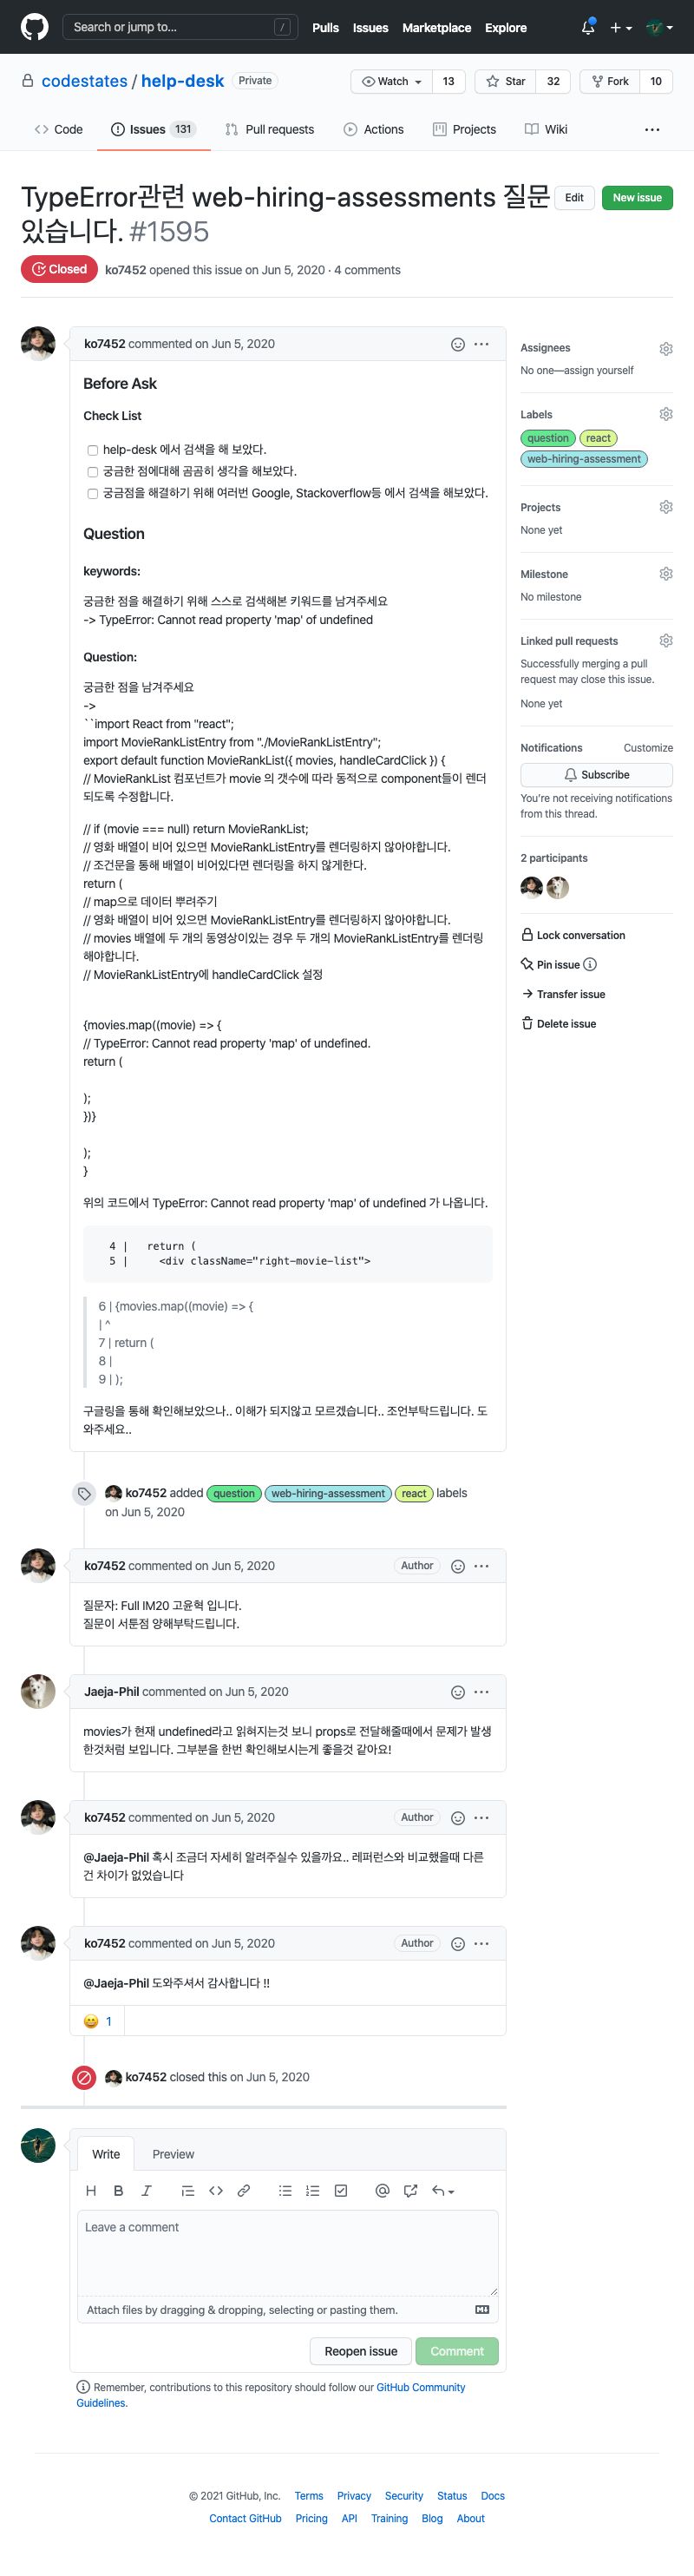 Search or jump to... /
Pulls Issues Marketplace Explore
codestates / help-desk Private
Watch 13 Star 32 Fork 10
Code Issues 131 Pull requests Actions Projects Wiki
TypeError관련 web-hiring-assessments 질문
있습니다. #1595
Edit New issue
Closed ko7452 opened this issue on Jun 5, 2020 · 4 comments
ko7452 commented on Jun 5, 2020
Before Ask
Check List
help-desk 에서 검색을 해 보았다.
궁금한 점에대해 곰곰히 생각을 해보았다.
궁금점을 해결하기 위해 여러번 Google, Stackoverflow등 에서 검색을 해보았다.
Question
keywords:
궁금한 점을 해결하기 위해 스스로 검색해본 키워드를 남겨주세요
-> TypeError: Cannot read property 'map' of undefined
Question:
궁금한 점을 남겨주세요
->
``import React from "react";
import MovieRankListEntry from "./MovieRankListEntry";
export default function MovieRankList({ movies, handleCardClick }) {
// MovieRankList 컴포넌트가 movie 의 갯수에 따라 동적으로 component들이 렌더
되도록 수정합니다.
// if (movie === null) return MovieRankList;
// 영화 배열이 비어 있으면 MovieRankListEntry를 렌더링하지 않아야합니다.
// 조건문을 통해 배열이 비어있다면 렌더링을 하지 않게한다.
return (
// map으로 데이터 뿌려주기
// 영화 배열이 비어 있으면 MovieRankListEntry를 렌더링하지 않아야합니다.
// movies 배열에 두 개의 동영상이있는 경우 두 개의 MovieRankListEntry를 렌더링
해야합니다.
// MovieRankListEntry에 handleCardClick 설정
{movies.map((movie) => {
// TypeError: Cannot read property 'map' of undefined.
return (
);
})}
);
}
위의 코드에서 TypeError: Cannot read property 'map' of undefined 가 나옵니다.
4 | return (
5 | <div className="right-movie-list">
6 | {movies.map((movie) => {
| ^
7 | return (
8 |
9 | );
구글링을 통해 확인해보았으나.. 이해가 되지않고 모르겠습니다.. 조언부탁드립니다. 도
와주세요..
Assignees
No one—assign yourself
Labels
question react
web-hiring-assessment
Projects
None yet
Milestone
No milestone
Linked pull requests
Successfully merging a pull
request may close this issue.
None yet
Notifications Customize
Subscribe
You're not receiving notifications
from this thread.
2 participants
Lock conversation
Pin issue
Transfer issue
Delete issue
ko7452 added question web-hiring-assessment react labels
on Jun 5, 2020
ko7452 commented on Jun 5, 2020 Author
질문자: Full IM20 고윤혁 입니다.
질문이 서툰점 양해부탁드립니다.
Jaeja-Phil commented on Jun 5, 2020
movies가 현재 undefined라고 읽혀지는것 보니 props로 전달해줄때에서 문제가 발생
한것처럼 보입니다. 그부분을 한번 확인해보시는게 좋을것 같아요!
ko7452 commented on Jun 5, 2020 Author
@Jaeja-Phil 혹시 조금더 자세히 알려주실수 있을까요.. 레퍼런스와 비교했을때 다른
건 차이가 없었습니다
ko7452 commented on Jun 5, 2020 Author
@Jaeja-Phil 도와주셔서 감사합니다 !!
1
ko7452 closed this on Jun 5, 2020
Write Preview
Leave a comment
Attach files by dragging & dropping, selecting or pasting them.
Reopen issue Comment
Remember, contributions to this repository should follow our GitHub Community
Guidelines.
© 2021 GitHub, Inc. Terms Privacy Security Status Docs
Contact GitHub Pricing API Training Blog About